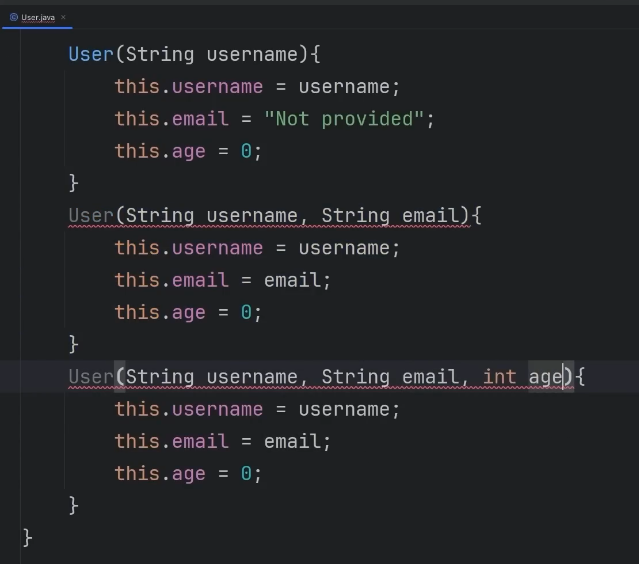 User.java
User(String username){
this.username = username;
this.email = "Not provided";
this.age = 0;
}
User(String username, String email){
this.username = username;
this.email = email;
this.age = 0;
}
User(String username, String email, int age){
this.username = username;
this.email = email;
this.age = 0;
}
}